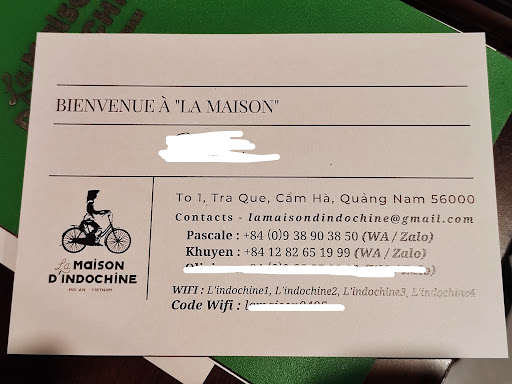 BIENVENUE À "LA MAISON"
To 1, Tra Que, Cẩm Hà, Quảng Nam 56000
Contacts - lamaisondindochine@gmail.com
Pascale : +84 (0)9 38 90 38 50 (WA / Zalo)
Khuyen : +84 12 82 65 19 99 (WA / Zalo)
WIFI : L'indochine1, L'indochine2, L'indochine3, L'indochine4
Code Wifi :
La MAISON
D'INDOCHINE
HOI AN - VIETNAM
La MAISON